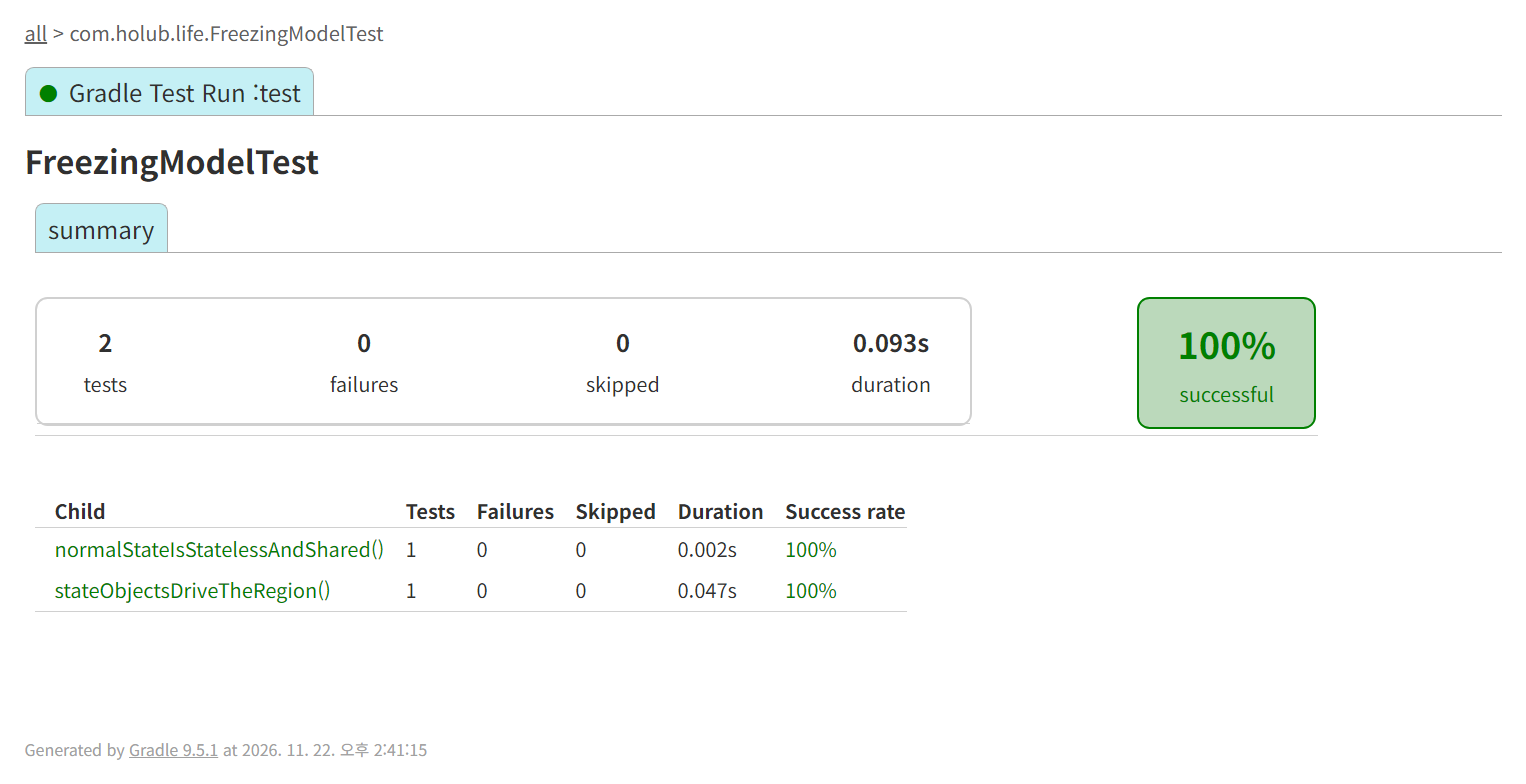 all > com.holub.life.FreezingModelTest
Gradle Test Run :test
FreezingModelTest
summary
2 0 0 0.093s
tests failures skipped duration
100%
successful
Child Tests Failures Skipped Duration Success rate
normalStateIsStatelessAndShared() 1 0 0 0.002s 100%
stateObjectsDriveTheRegion() 1 0 0 0.047s 100%
Generated by Gradle 9.5.1 at 2026. 11. 22. 오후 2:41:15